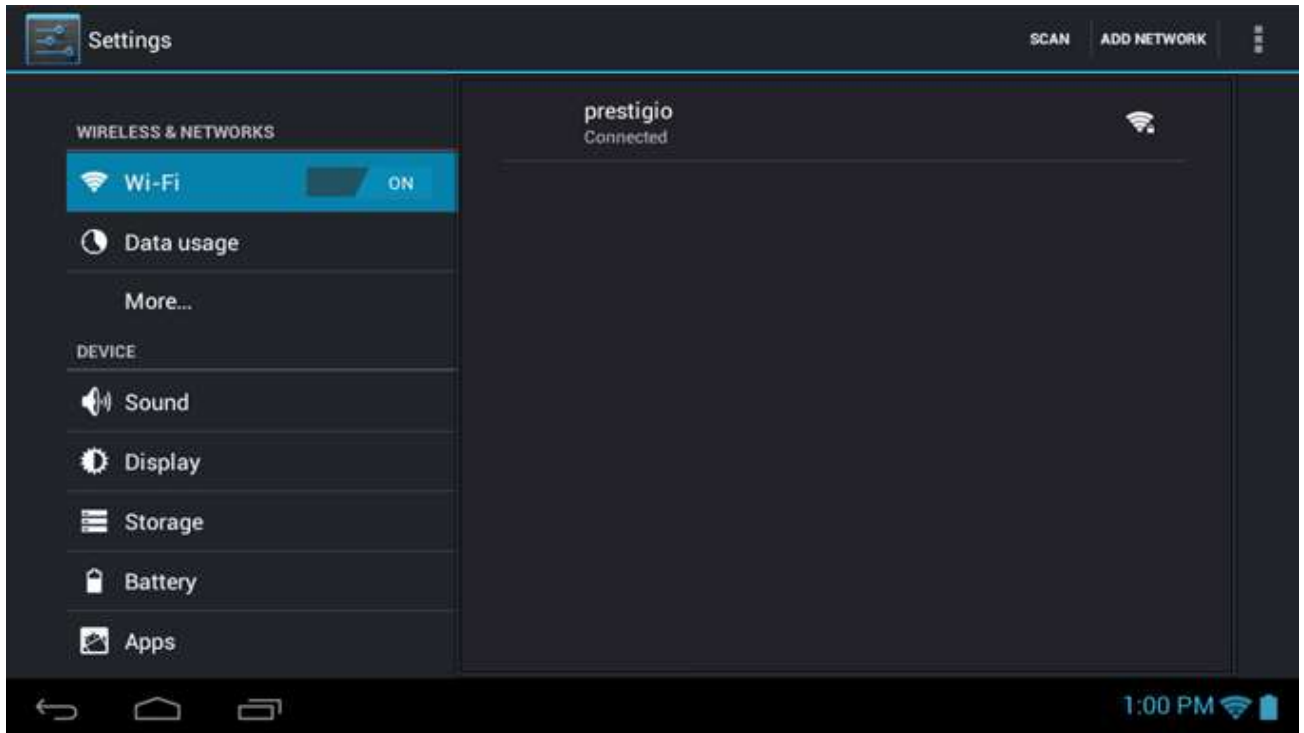 Settings
SCAN
ADD NETWORK
WIRELESS & NETWORKS
Wi-Fi
ON
Data usage
More...
DEVICE
Sound
Display
Storage
Battery
Apps
prestigio
Connected
1:00 PM